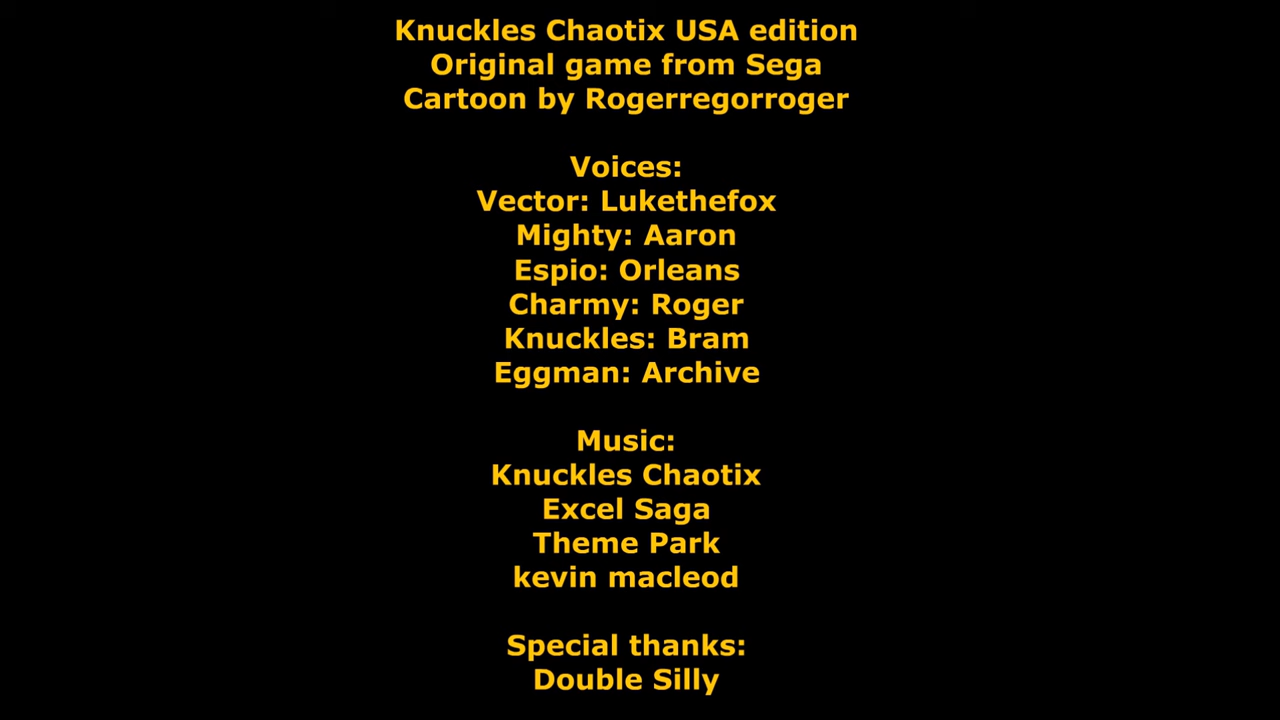 Knuckles Chaotix USA edition
Original game from Sega
Cartoon by Rogerregorroger
Voices:
Vector: Lukethefox
Mighty: Aaron
Espio: Orleans
Charmy: Roger
Knuckles: Bram
Eggman: Archive
Music:
Knuckles Chaotix
Excel Saga
Theme Park
kevin macleod
Special thanks:
Double Silly